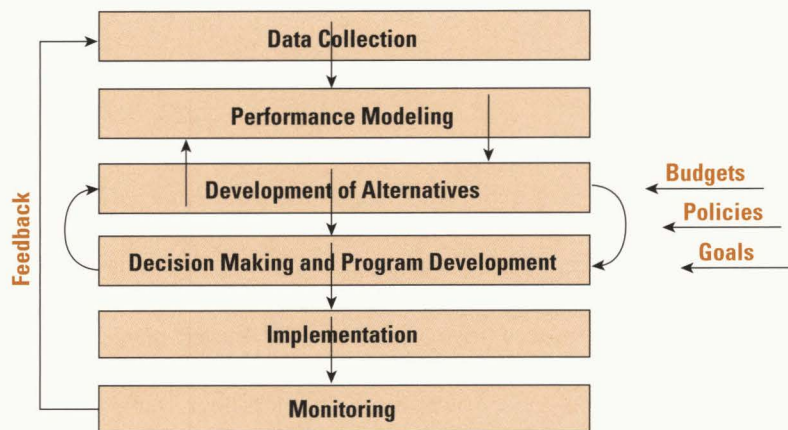 Data Collection
Performance Modeling
Development of Alternatives
Decision Making and Program Development
Implementation
Monitoring
Feedback
Budgets
Policies
Goals